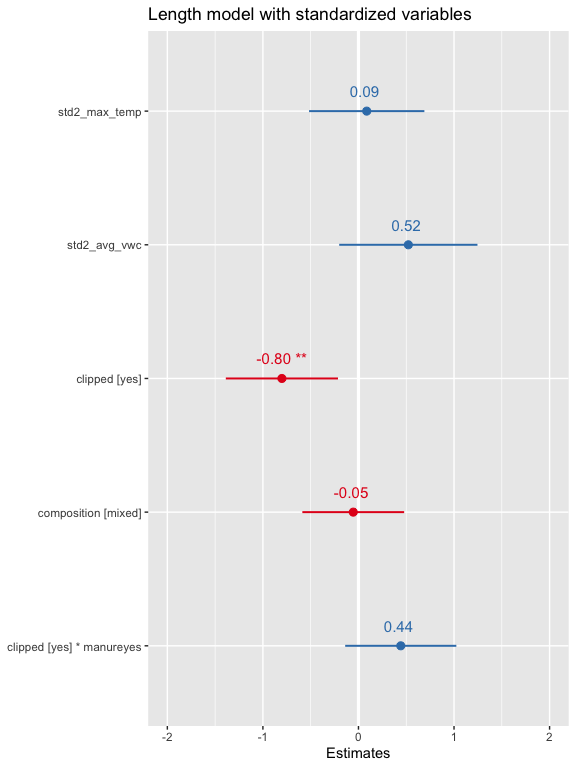 Length model with standardized variables
std2_max_temp
0.09
std2_avg_vwc
0.52
clipped [yes]
-0.80 **
composition [mixed]
-0.05
clipped [yes] * manureyes
0.44
-2 -1 0 1 2
Estimates